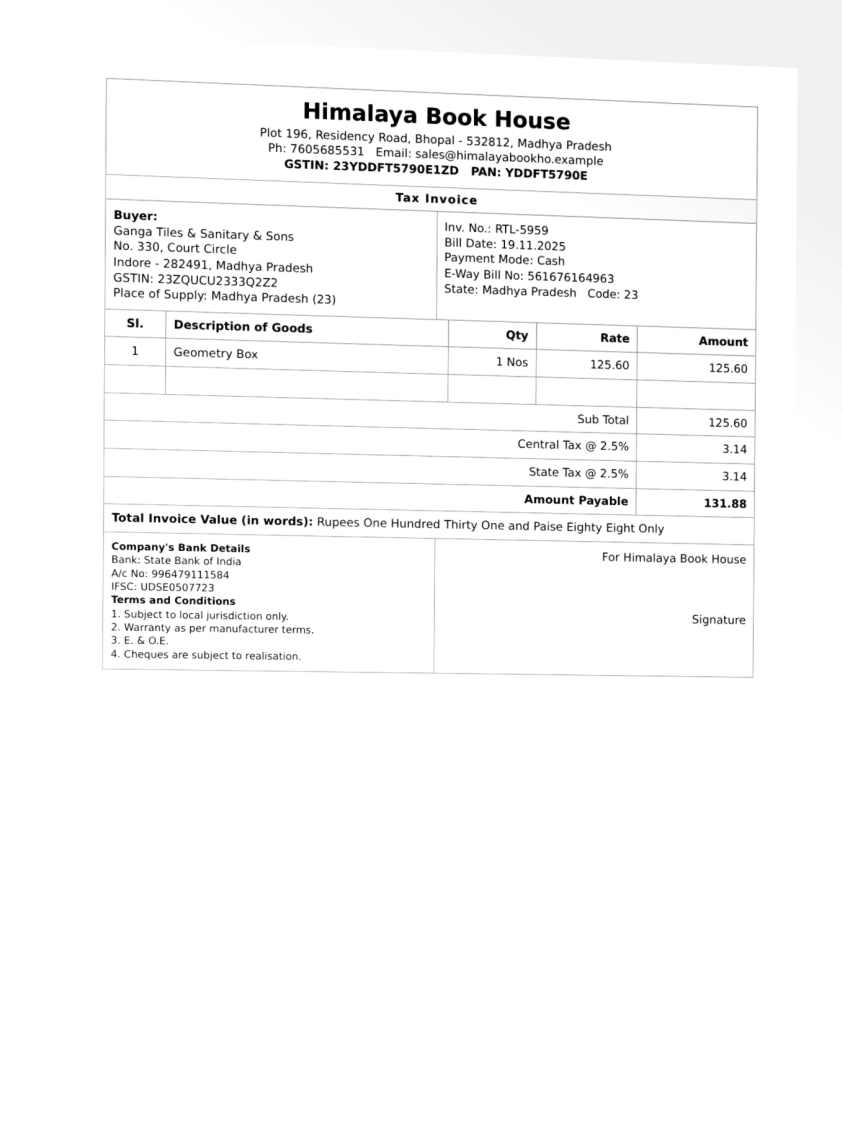 Himalaya Book House
Plot 196, Residency Road, Bhopal - 532812, Madhya Pradesh
Ph: 7605685531 Email: sales@himalayabookho.example
GSTIN: 23YDDFT5790E1ZD PAN: YDDFT5790E
Tax Invoice
Buyer:
Ganga Tiles & Sanitary & Sons
No. 330, Court Circle
Indore - 282491, Madhya Pradesh
GSTIN: 23ZQUCU2333Q2Z2
Place of Supply: Madhya Pradesh (23)
Inv. No.: RTL-5959
Bill Date: 19.11.2025
Payment Mode: Cash
E-Way Bill No: 561676164963
State: Madhya Pradesh Code: 23
Sl. Description of Goods Qty Rate Amount
1 Geometry Box 1 Nos 125.60 125.60
Sub Total 125.60
Central Tax @ 2.5% 3.14
State Tax @ 2.5% 3.14
Amount Payable 131.88
Total Invoice Value (in words): Rupees One Hundred Thirty One and Paise Eighty Eight Only
Company's Bank Details
Bank: State Bank of India
A/c No: 996479111584
IFSC: UDSE0507723
Terms and Conditions
1. Subject to local jurisdiction only.
2. Warranty as per manufacturer terms.
3. E. & O.E.
4. Cheques are subject to realisation.
For Himalaya Book House
Signature